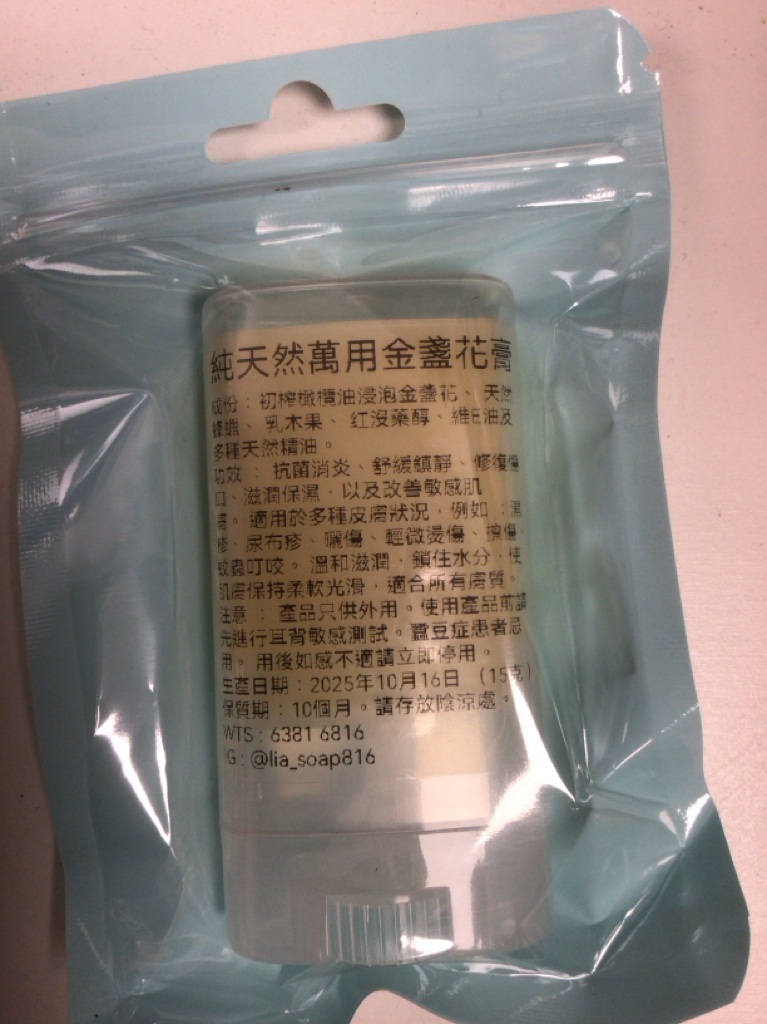 純天然萬用金盞花膏
成份：初榨橄欖油浸泡金盞花、天然
蜂蠟、乳木果、紅沒藥醇、維E油及
多種天然精油。
功效：抗菌消炎、舒緩鎮靜、修復傷
口、滋潤保濕，以及改善敏感肌
膚。適用於多種皮膚狀況，例如：濕
疹、尿布疹、曬傷、輕微燙傷、擦傷、
蚊蟲叮咬。溫和滋潤，鎖住水分，使
肌膚保持柔軟光滑，適合所有膚質。
注意：產品只供外用。使用產品前請
先進行耳背敏感測試。蠶豆症患者忌
用。用後如感不適請立即停用。
生產日期：2025年10月16日（15克）
保質期：10個月。請存放陰涼處。
WTS：6381 6816
IG：@lia_soap816